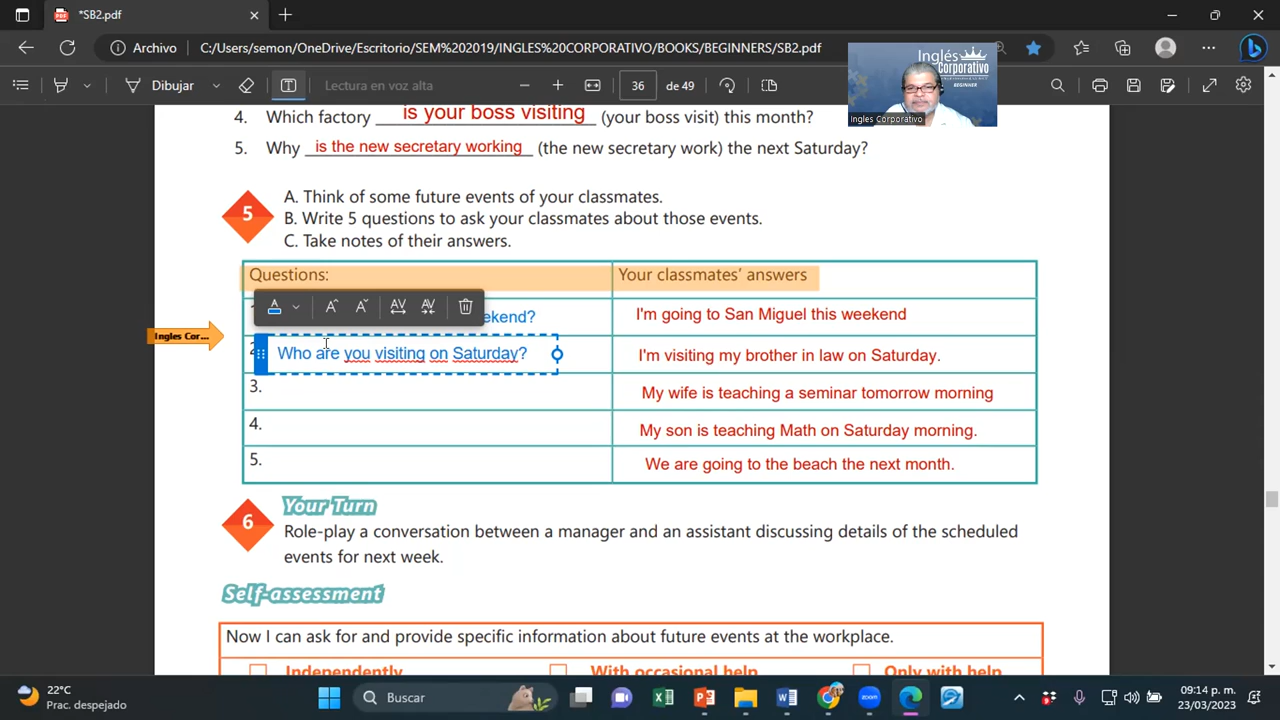 *SB2.pdf
Archivo
C:/Users/semon/OneDrive/Escritorio/SEM%202019/INGLES%20CORPORATIVO/BOOKS/BEGINNERS/SB2.pdf
Dibujar
Lectura en voz alta
36
de 49
Inglés
Corporativo
BEGINNER
Ingles Corporativo
4. Which factory is your boss visiting (your boss visit) this month?
5. Why is the new secretary working (the new secretary work) the next Saturday?
5
A. Think of some future events of your classmates.
B. Write 5 questions to ask your classmates about those events.
C. Take notes of their answers.
Questions:
Your classmates’ answers
ekend?
I'm going to San Miguel this weekend
Ingles Cor...
Who are you visiting on Saturday?
I'm visiting my brother in law on Saturday.
3.
My wife is teaching a seminar tomorrow morning
4.
My son is teaching Math on Saturday morning.
5.
We are going to the beach the next month.
6
Your Turn
Role-play a conversation between a manager and an assistant discussing details of the scheduled
events for next week.
Self-assessment
Now I can ask for and provide specific information about future events at the workplace.
Independently
With occasional help
Only with help
22°C
Prac. despejado
Buscar
09:14 p. m.
23/03/2023